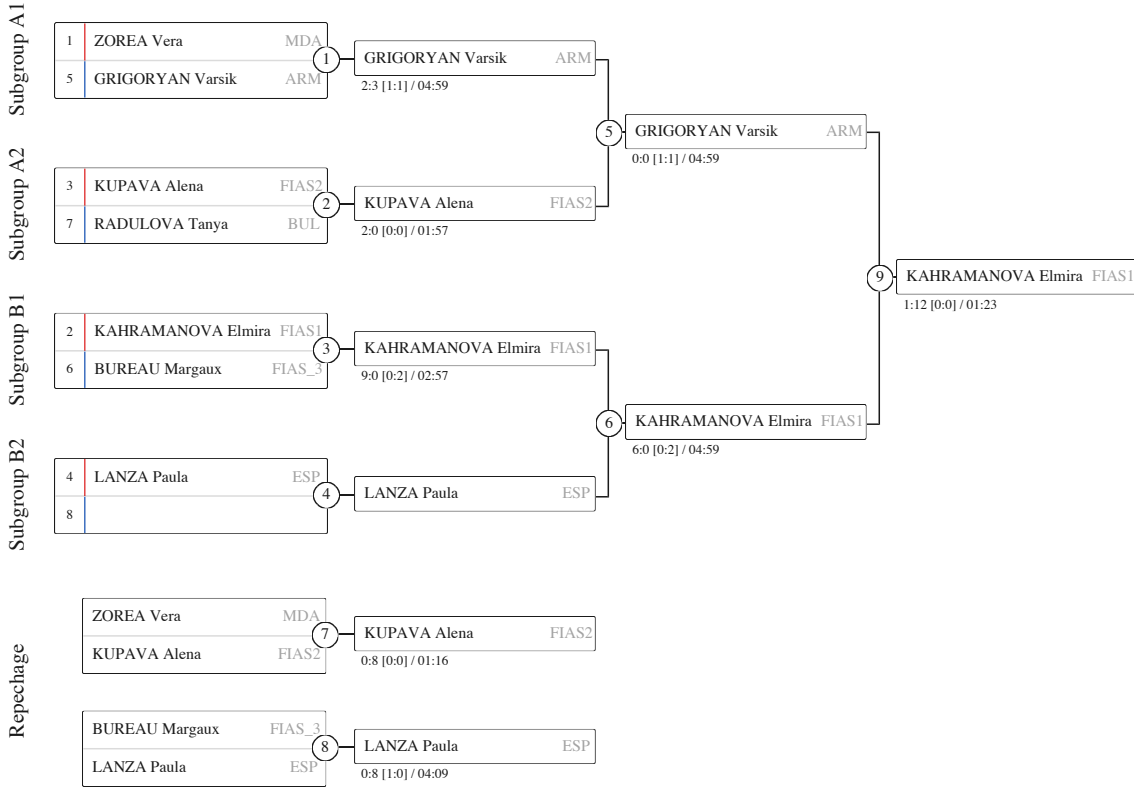 Subgroup A1
1 ZOREA Vera MDA
5 GRIGORYAN Varsik ARM
1
GRIGORYAN Varsik ARM
2:3 [1:1] / 04:59
Subgroup A2
3 KUPAVA Alena FIAS2
7 RADULOVA Tanya BUL
2
KUPAVA Alena FIAS2
2:0 [0:0] / 01:57
5
GRIGORYAN Varsik ARM
0:0 [1:1] / 04:59
Subgroup B1
2 KAHRAMANOVA Elmira FIAS1
6 BUREAU Margaux FIAS_3
3
KAHRAMANOVA Elmira FIAS1
9:0 [0:2] / 02:57
Subgroup B2
4 LANZA Paula ESP
8
4
LANZA Paula ESP
6
KAHRAMANOVA Elmira FIAS1
6:0 [0:2] / 04:59
9
KAHRAMANOVA Elmira FIAS1
1:12 [0:0] / 01:23
Repechage
ZOREA Vera MDA
KUPAVA Alena FIAS2
7
KUPAVA Alena FIAS2
0:8 [0:0] / 01:16
BUREAU Margaux FIAS_3
LANZA Paula ESP
8
LANZA Paula ESP
0:8 [1:0] / 04:09